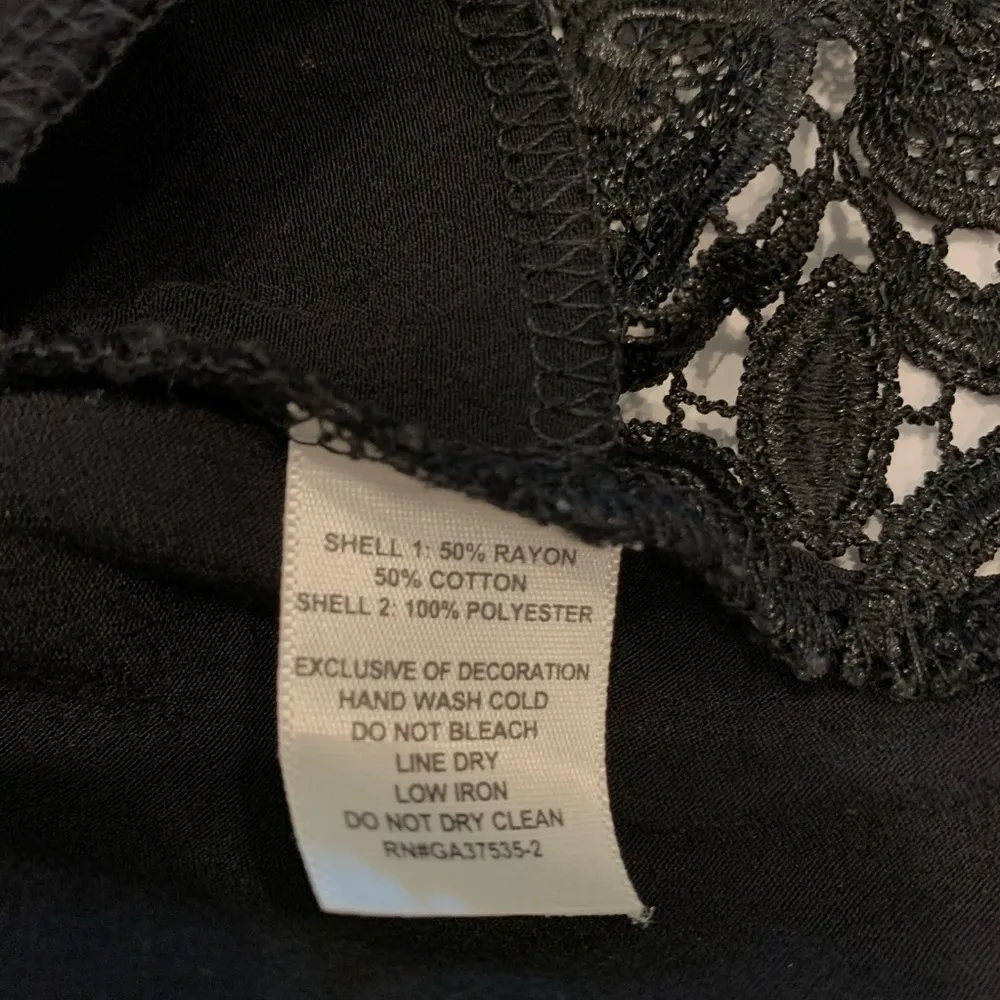 SHELL 1: 50% RAYON
50% COTTON
SHELL 2: 100% POLYESTER
EXCLUSIVE OF DECORATION
HAND WASH COLD
DO NOT BLEACH
LINE DRY
LOW IRON
DO NOT DRY CLEAN
RN#GA37535-2